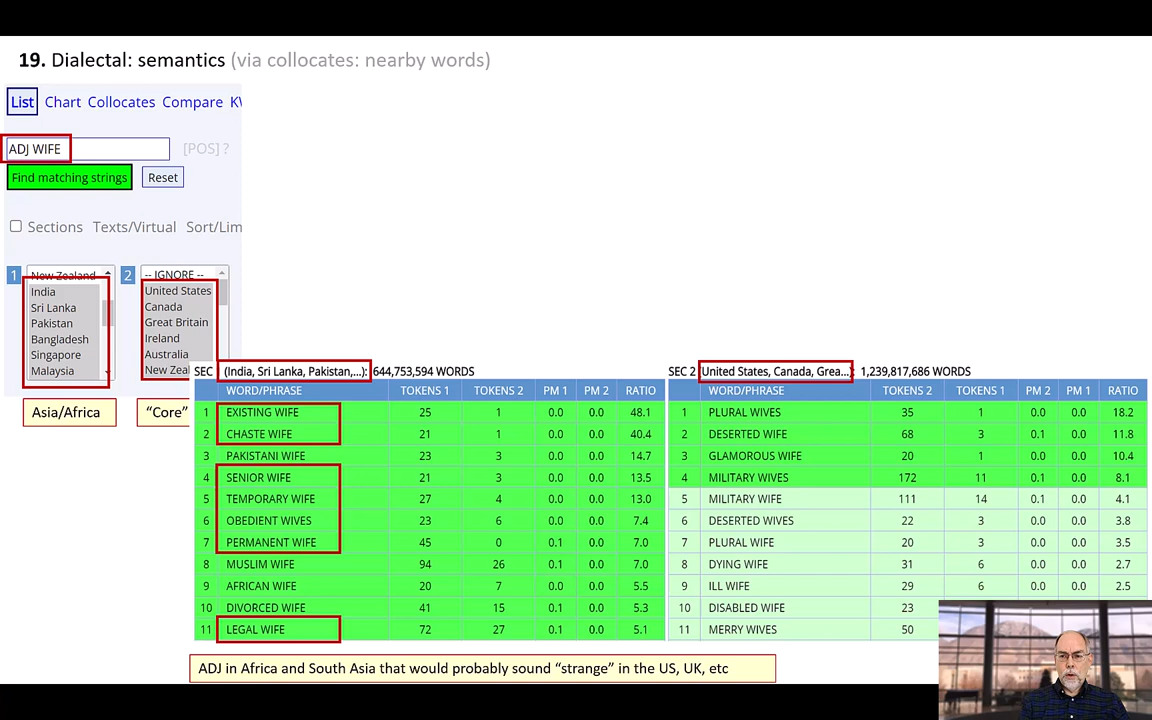 19. Dialectal: semantics (via collocates: nearby words)
List Chart Collocates Compare
ADJ WIFE [POS] ?
Find matching strings Reset
Sections Texts/Virtual Sort/Lim
1 New Zealand 2 -- IGNORE --
India United States
Sri Lanka Canada
Pakistan Great Britain
Bangladesh Ireland
Singapore Australia
Malaysia New Zeal
Asia/Africa "Core"
SEC (India, Sri Lanka, Pakistan,...): 644,753,594 WORDS
WORD/PHRASE TOKENS 1 TOKENS 2 PM 1 PM 2 RATIO
1 EXISTING WIFE 25 1 0.0 0.0 48.1
2 CHASTE WIFE 21 1 0.0 0.0 40.4
3 PAKISTANI WIFE 23 3 0.0 0.0 14.7
4 SENIOR WIFE 21 3 0.0 0.0 13.5
5 TEMPORARY WIFE 27 4 0.0 0.0 13.0
6 OBEDIENT WIVES 23 6 0.0 0.0 7.4
7 PERMANENT WIFE 45 0 0.1 0.0 7.0
8 MUSLIM WIFE 94 26 0.1 0.0 7.0
9 AFRICAN WIFE 20 7 0.0 0.0 5.5
10 DIVORCED WIFE 41 15 0.1 0.0 5.3
11 LEGAL WIFE 72 27 0.1 0.0 5.1
SEC 2 (United States, Canada, Grea...): 1,239,817,686 WORDS
WORD/PHRASE TOKENS 2 TOKENS 1 PM 2 PM 1 RATIO
1 PLURAL WIVES 35 1 0.0 0.0 18.2
2 DESERTED WIFE 68 3 0.1 0.0 11.8
3 GLAMOROUS WIFE 20 1 0.0 0.0 10.4
4 MILITARY WIVES 172 11 0.1 0.0 8.1
5 MILITARY WIFE 111 14 0.1 0.0 4.1
6 DESERTED WIVES 22 3 0.0 0.0 3.8
7 PLURAL WIFE 20 3 0.0 0.0 3.5
8 DYING WIFE 31 6 0.0 0.0 2.7
9 ILL WIFE 29 6 0.0 0.0 2.5
10 DISABLED WIFE 23
11 MERRY WIVES 50
ADJ in Africa and South Asia that would probably sound "strange" in the US, UK, etc